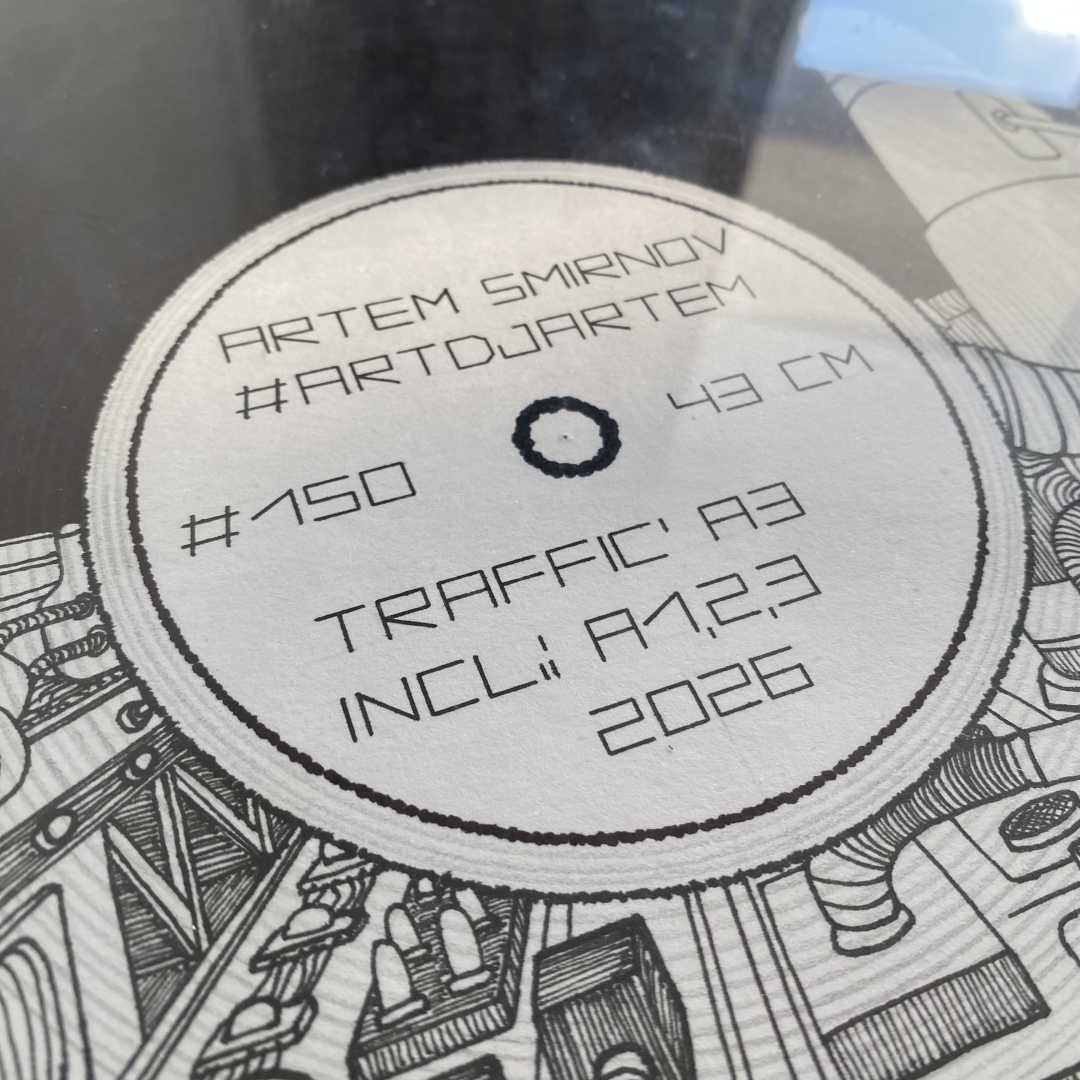 ARTEM SMIRNOV
#ARTDJARTEM
43 CM
#150
TRAFFIC' A3
INCL¡¡ A1,2,3
2026